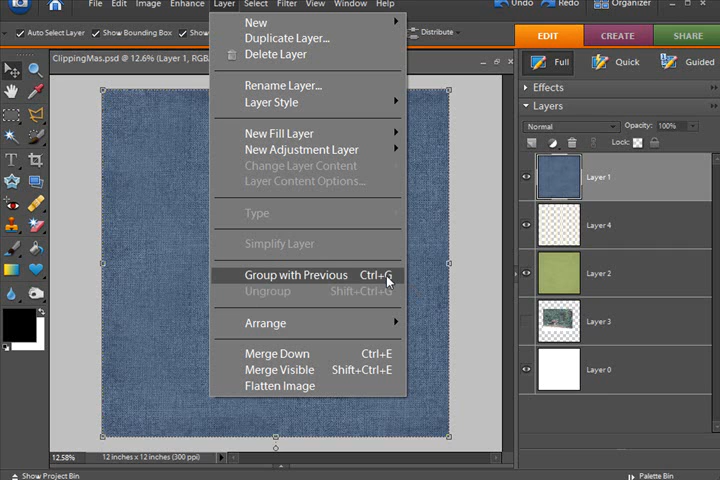 File Edit Image Enhance Layer Select Filter View Window Help Undo Redo Organizer
Auto Select Layer Show Bounding Box Distribute
EDIT CREATE SHARE
ClippingMas.psd @ 12.6% (Layer 1, RGB
Full Quick Guided
Effects
Layers
Normal Opacity: 100%
Lock:
Layer 1
Layer 4
Layer 2
Layer 3
Layer 0
New
Duplicate Layer...
Delete Layer
Rename Layer...
Layer Style
New Fill Layer
New Adjustment Layer
Change Layer Content
Layer Content Options...
Type
Simplify Layer
Group with Previous Ctrl+G
Ungroup Shift+Ctrl+G
Arrange
Merge Down Ctrl+E
Merge Visible Shift+Ctrl+E
Flatten Image
12.58% 12 inches x 12 inches (300 ppi)
Show Project Bin Palette Bin